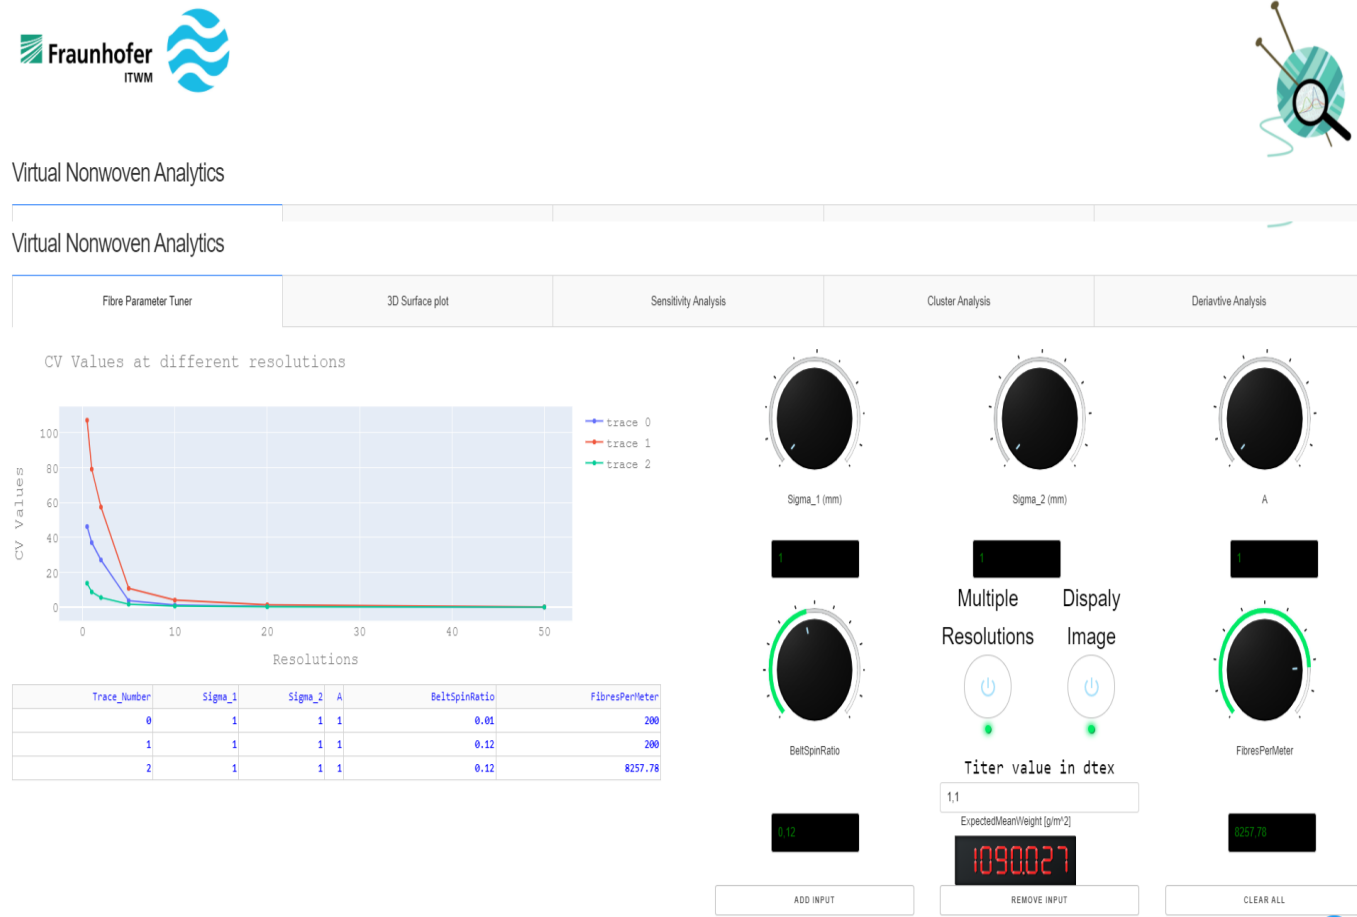 Fraunhofer
ITWM
Virtual Nonwoven Analytics
Virtual Nonwoven Analytics
Fibre Parameter Tuner 3D Surface plot Sensitivity Analysis Cluster Analysis Deriavtive Analysis
CV Values at different resolutions
CV Values
100
80
60
40
20
0
0 10 20 30 40 50
Resolutions
trace 0
trace 1
trace 2
Trace_Number Sigma_1 Sigma_2 A BeltSpinRatio FibresPerMeter
0 1 1 1 0.01 200
1 1 1 1 0.12 200
2 1 1 1 0.12 8257.78
Sigma_1 (mm) Sigma_2 (mm) A
1 1 1
Multiple Resolutions
Dispaly Image
BeltSpinRatio FibresPerMeter
Titer value in dtex
1,1
ExpectedMeanWeight [g/m^2]
0,12 8257,78
1090.027
ADD INPUT REMOVE INPUT CLEAR ALL